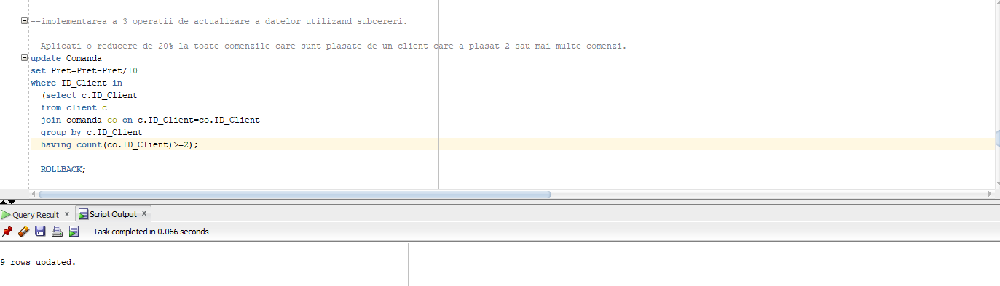 --implementarea a 3 operatii de actualizare a datelor utilizand subcereri.
--Aplicati o reducere de 20% la toate comenzile care sunt plasate de un client care a plasat 2 sau mai multe comenzi.
update Comanda
set Pret=Pret-Pret/10
where ID_Client in
(select c.ID_Client
from client c
join comanda co on c.ID_Client=co.ID_Client
group by c.ID_Client
having count(co.ID_Client)>=2);
ROLLBACK;
Query Result x Script Output x
Task completed in 0.066 seconds
9 rows updated.